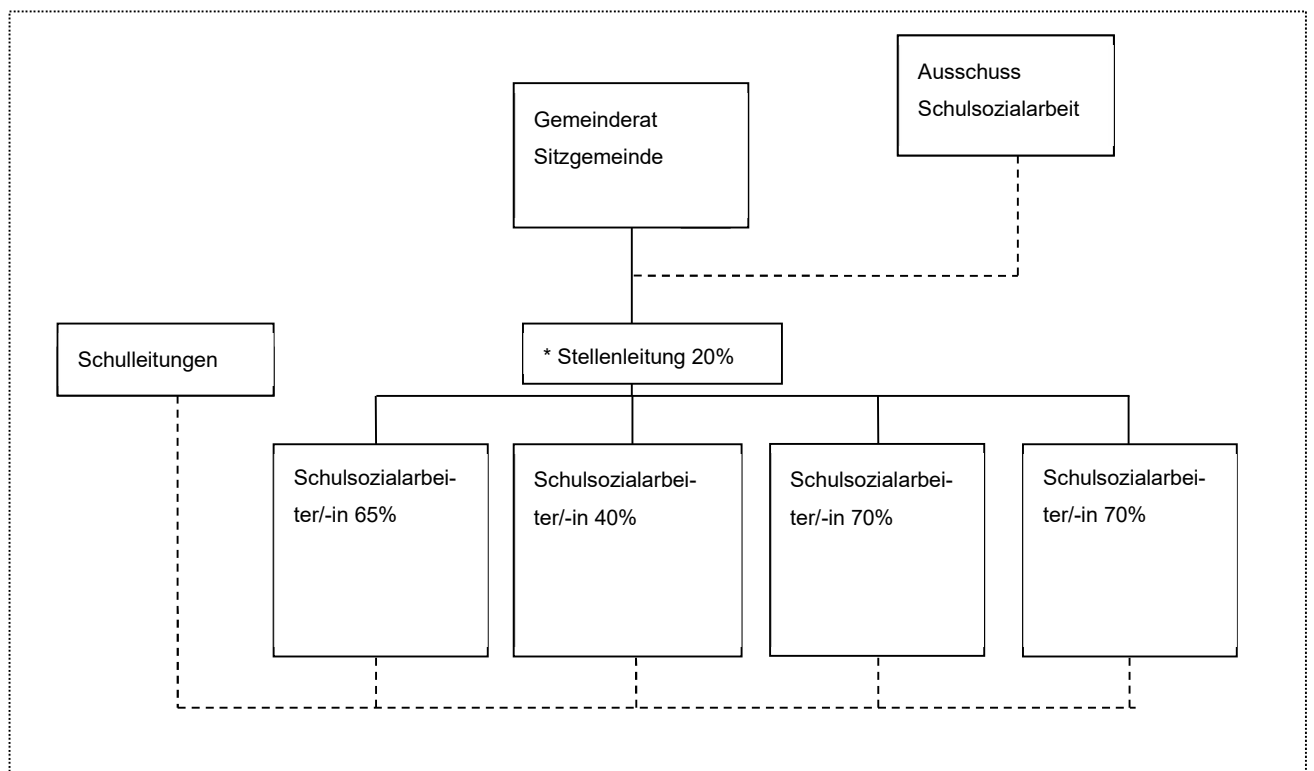 Ausschuss
Schulsozialarbeit
Gemeinderat
Sitzgemeinde
Schulleitungen
* Stellenleitung 20%
Schulsozialarbei-
ter/-in 65%
Schulsozialarbei-
ter/-in 40%
Schulsozialarbei-
ter/-in 70%
Schulsozialarbei-
ter/-in 70%